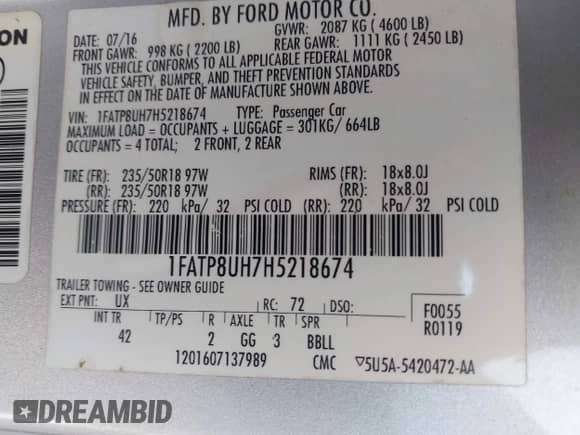 ON
MFD. BY FORD MOTOR CO.
DATE: 07/16 GVWR: 2087 KG ( 4600 LB)
FRONT GAWR: 998 KG ( 2200 LB) REAR GAWR: 1111 KG ( 2450 LB)
THIS VEHICLE CONFORMS TO ALL APPLICABLE FEDERAL MOTOR
VEHICLE SAFETY, BUMPER, AND THEFT PREVENTION STANDARDS
IN EFFECT ON THE DATE OF MANUFACTURE SHOWN ABOVE.
VIN: 1FATP8UH7H5218674 TYPE: Passenger Car
MAXIMUM LOAD = OCCUPANTS + LUGGAGE = 301KG/ 664LB
OCCUPANTS = 4 TOTAL; 2 FRONT, 2 REAR
TIRE (FR): 235/50R18 97W RIMS (FR): 18x8.0J
(RR): 235/50R18 97W (RR): 18x8.0J
PRESSURE (FR): 220 kPa/ 32 PSI COLD (RR): 220 kPa/ 32 PSI COLD
1FATP8UH7H5218674
TRAILER TOWING - SEE OWNER GUIDE
EXT PNT: UX RC: 72 DSO: F0055
INT TR TP/PS R AXLE TR SPR R0119
42 2 GG 3 BBLL
1201607137989 CMC ▽5U5A-5420472-AA
DREAMBID